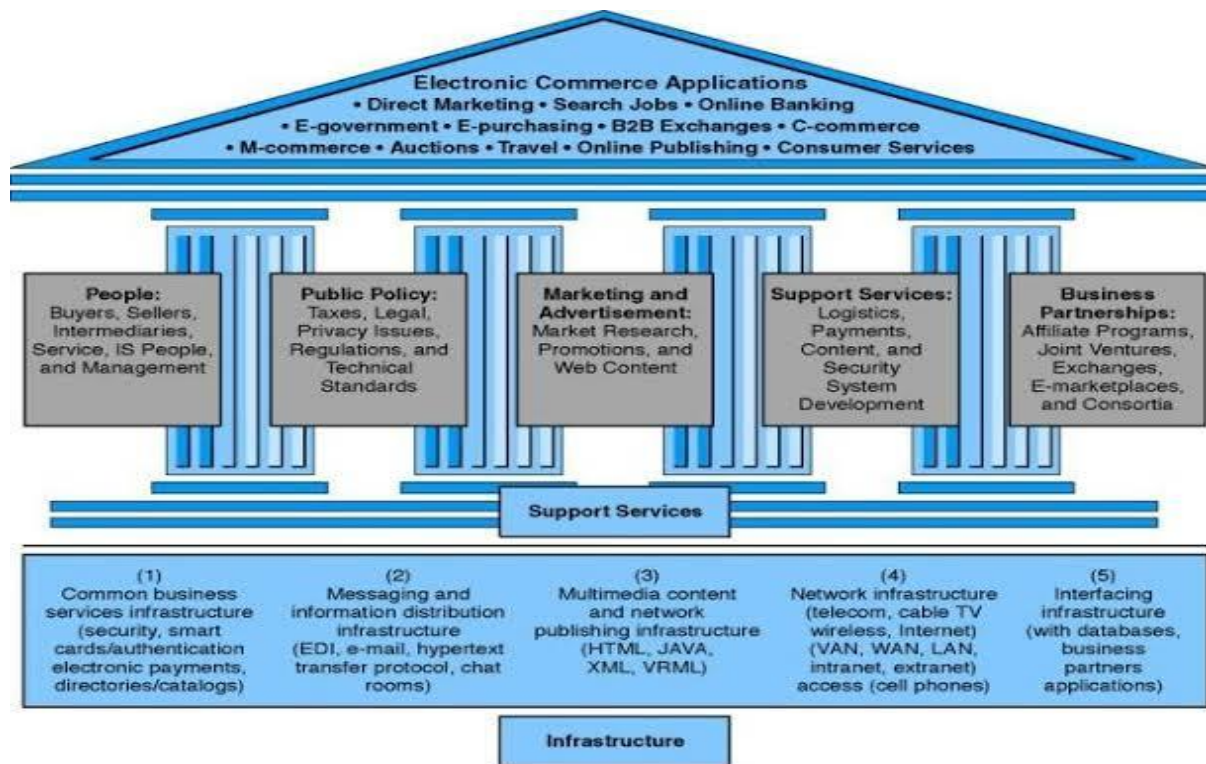 Electronic Commerce Applications
• Direct Marketing • Search Jobs • Online Banking
• E-government • E-purchasing • B2B Exchanges • C-commerce
• M-commerce • Auctions • Travel • Online Publishing • Consumer Services
People:
Buyers, Sellers,
Intermediaries,
Service, IS People,
and Management
Public Policy:
Taxes, Legal,
Privacy Issues,
Regulations, and
Technical
Standards
Marketing and
Advertisement:
Market Research,
Promotions, and
Web Content
Support Services:
Logistics,
Payments,
Content, and
Security
System
Development
Business
Partnerships:
Affiliate Programs,
Joint Ventures,
Exchanges,
E-marketplaces,
and Consortia
Support Services
(1)
Common business
services infrastructure
(security, smart
cards/authentication
electronic payments,
directories/catalogs)
(2)
Messaging and
information distribution
infrastructure
(EDI, e-mail, hypertext
transfer protocol, chat
rooms)
(3)
Multimedia content
and network
publishing infrastructure
(HTML, JAVA,
XML, VRML)
(4)
Network infrastructure
(telecom, cable TV
wireless, Internet)
(VAN, WAN, LAN,
intranet, extranet)
access (cell phones)
(5)
Interfacing
infrastructure
(with databases,
business
partners
applications)
Infrastructure